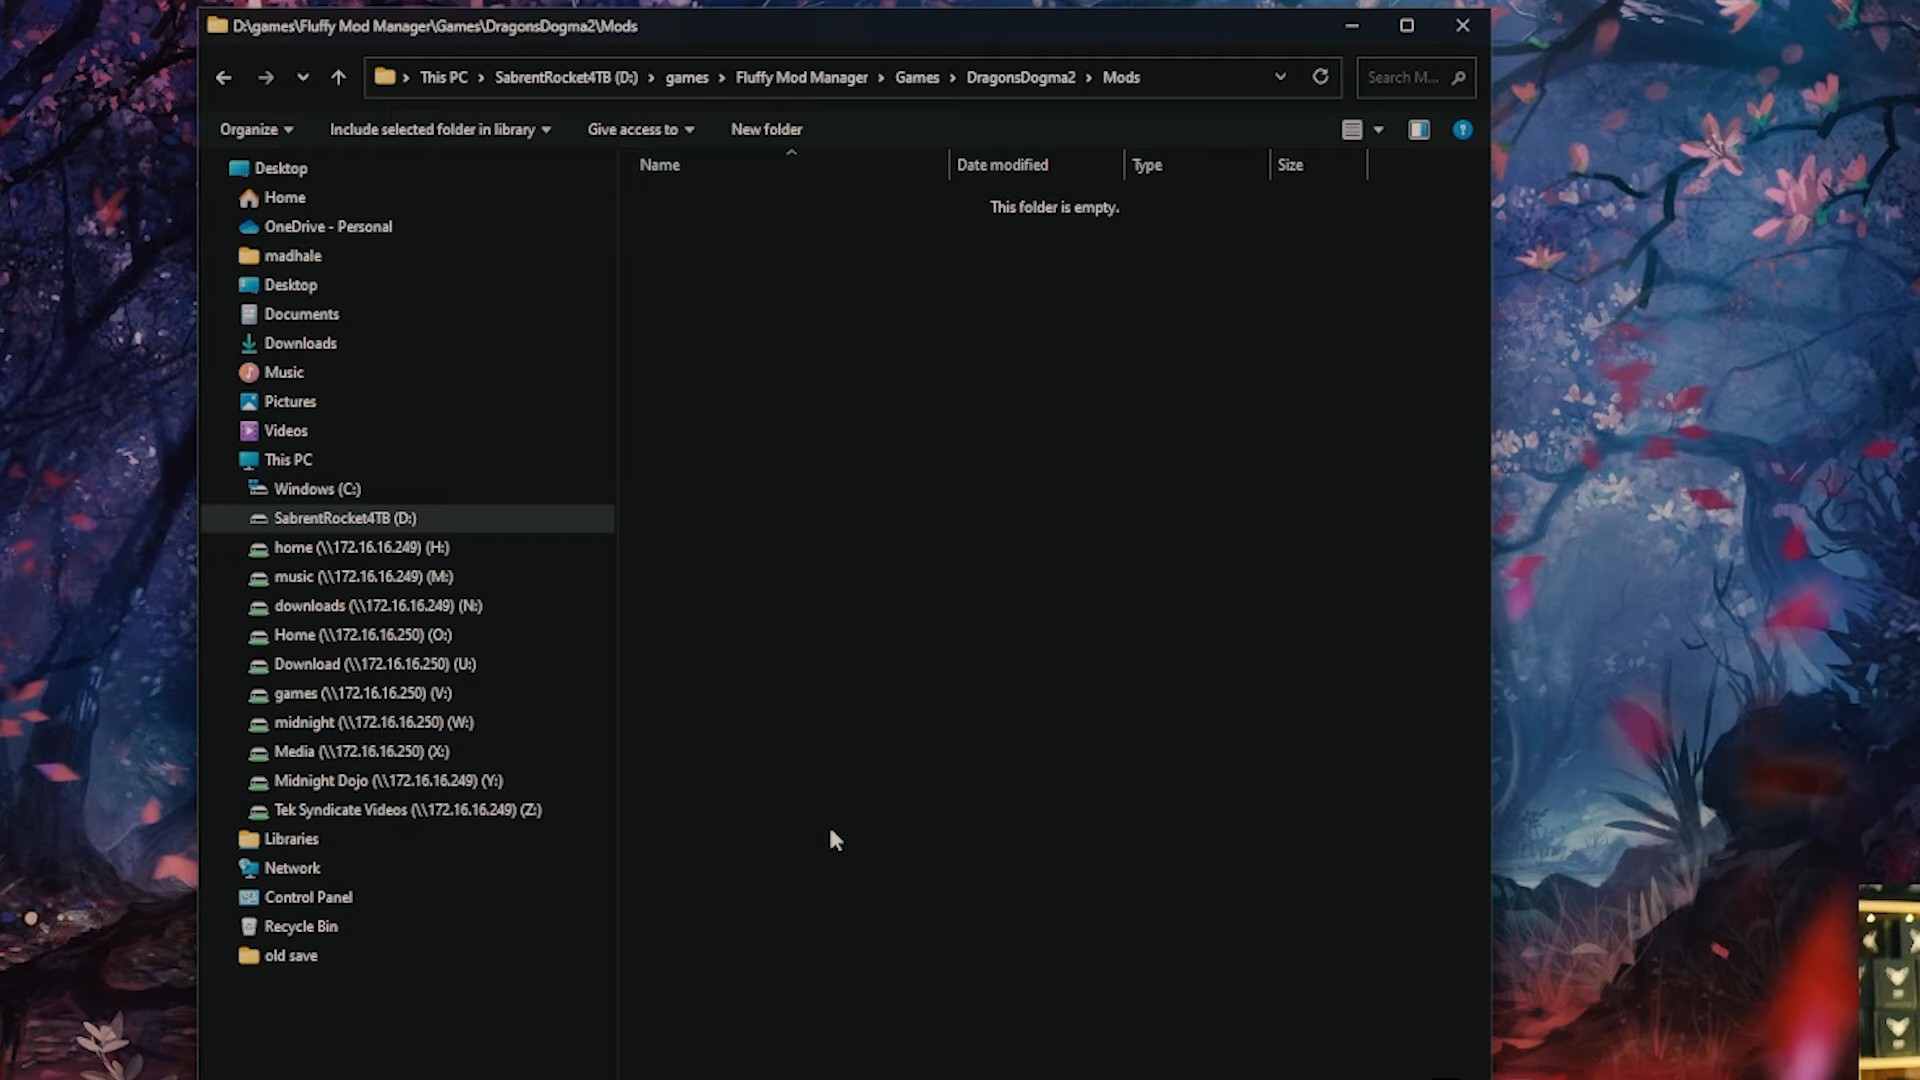 D:\games\Fluffy Mod Manager\Games\DragonsDogma2\Mods
This PC > SabrentRocket4TB (D:) > games > Fluffy Mod Manager > Games > DragonsDogma2 > Mods
Search M...
Organize
Include selected folder in library
Give access to
New folder
Name
Date modified
Type
Size
This folder is empty.
Desktop
Home
OneDrive - Personal
madhale
Desktop
Documents
Downloads
Music
Pictures
Videos
This PC
Windows (C:)
SabrentRocket4TB (D:)
home (\\172.16.16.249) (H:)
music (\\172.16.16.249) (M:)
downloads (\\172.16.16.249) (N:)
Home (\\172.16.16.250) (O:)
Download (\\172.16.16.250) (U:)
games (\\172.16.16.250) (V:)
midnight (\\172.16.16.250) (W:)
Media (\\172.16.16.250) (X:)
Midnight Dojo (\\172.16.16.249) (Y:)
Tek Syndicate Videos (\\172.16.16.249) (Z:)
Libraries
Network
Control Panel
Recycle Bin
old save